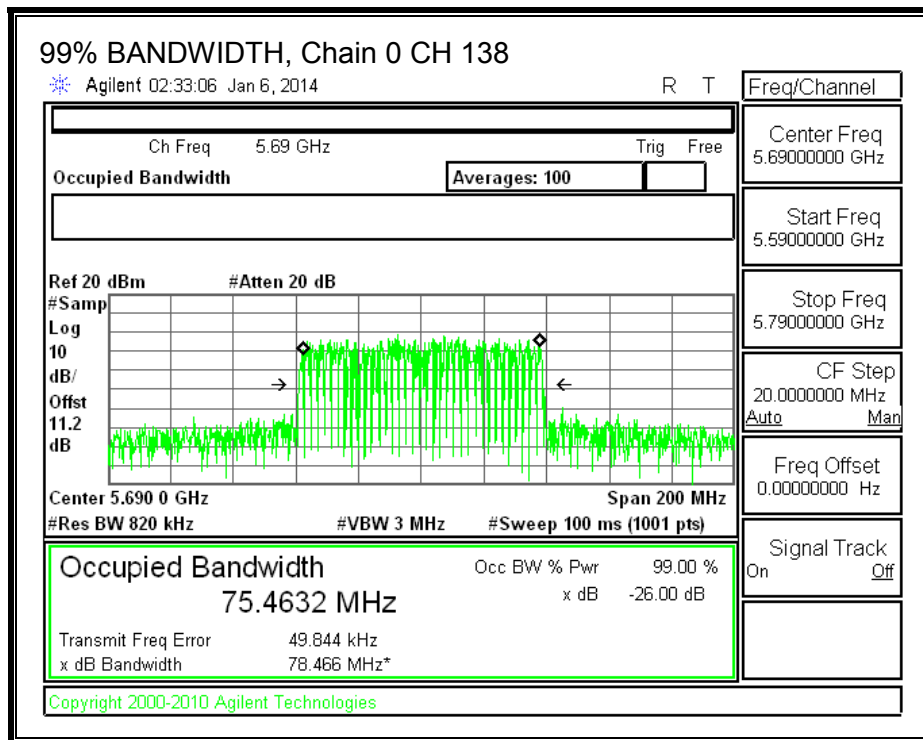 99% BANDWIDTH, Chain 0 CH 138
Agilent 02:33:06 Jan 6, 2014 R T
Freq/Channel
Ch Freq 5.69 GHz Trig Free
Occupied Bandwidth Averages: 100
Center Freq
5.69000000 GHz
Start Freq
5.59000000 GHz
Stop Freq
5.79000000 GHz
CF Step
20.0000000 MHz
Auto Man
Freq Offset
0.00000000 Hz
Signal Track
On Off
Ref 20 dBm #Atten 20 dB
#Samp
Log
10
dB/
Offst
11.2
dB
Center 5.690 0 GHz Span 200 MHz
#Res BW 820 kHz #VBW 3 MHz #Sweep 100 ms (1001 pts)
Occupied Bandwidth Occ BW % Pwr 99.00 %
75.4632 MHz x dB -26.00 dB
Transmit Freq Error 49.844 kHz
x dB Bandwidth 78.466 MHz*
Copyright 2000-2010 Agilent Technologies